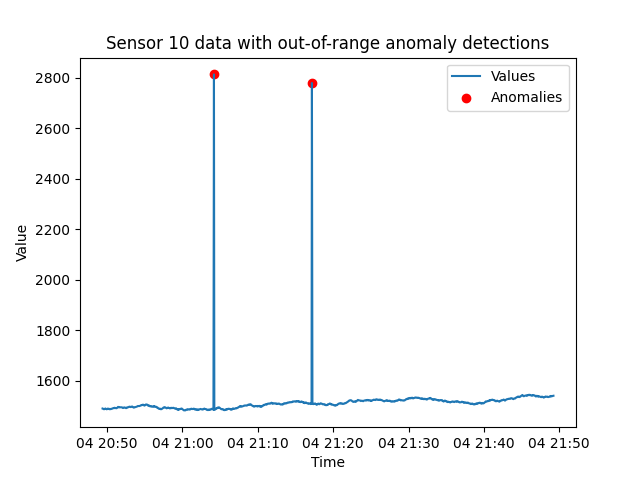 Sensor 10 data with out-of-range anomaly detections
Values
Anomalies
2800
2600
2400
2200
2000
1800
1600
Value
04 20:50 04 21:00 04 21:10 04 21:20 04 21:30 04 21:40 04 21:50
Time